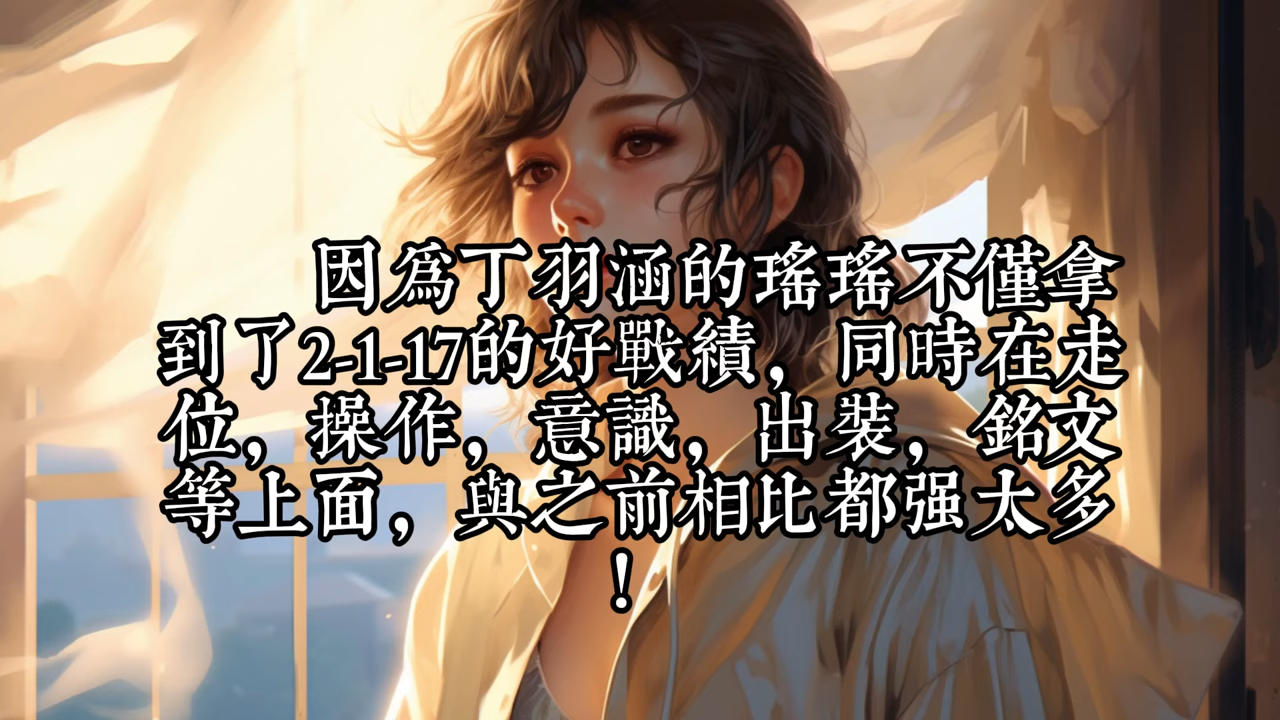 因爲丁羽涵的瑤瑤不僅拿
到了2-1-17的好戰績，同時在走
位，操作，意識，出裝，銘文
等上面，與之前相比都强太多
！